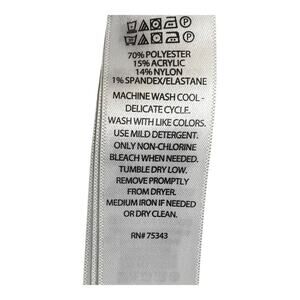 70% POLYESTER
15% ACRYLIC
14% NYLON
1% SPANDEX/ELASTANE
MACHINE WASH COOL -
DELICATE CYCLE.
WASH WITH LIKE COLORS.
USE MILD DETERGENT.
ONLY NON-CHLORINE
BLEACH WHEN NEEDED.
TUMBLE DRY LOW.
REMOVE PROMPTLY
FROM DRYER.
MEDIUM IRON IF NEEDED
OR DRY CLEAN.
RN# 75343